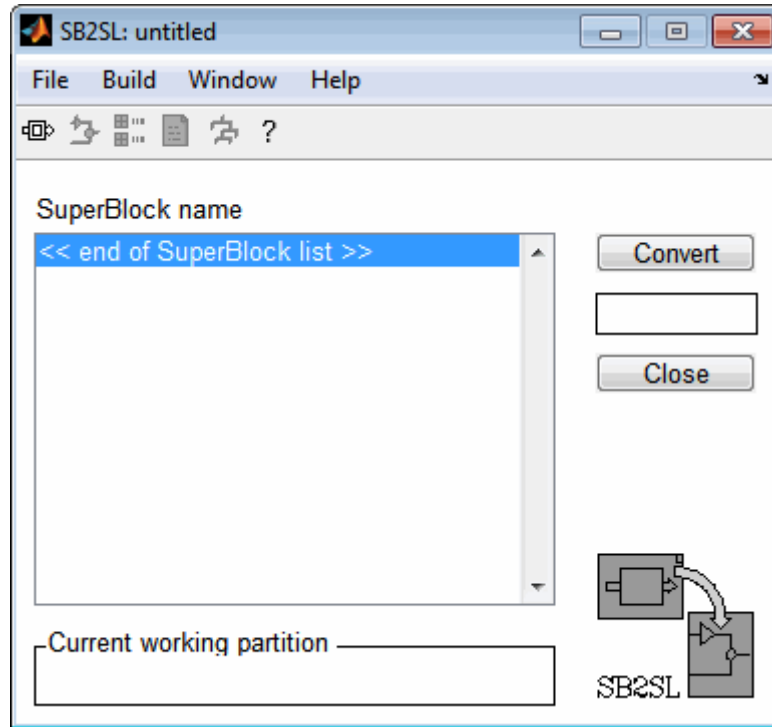 SB2SL: untitled
File Build Window Help
?
SuperBlock name
<< end of SuperBlock list >>
Convert
Close
Current working partition
SB2SL